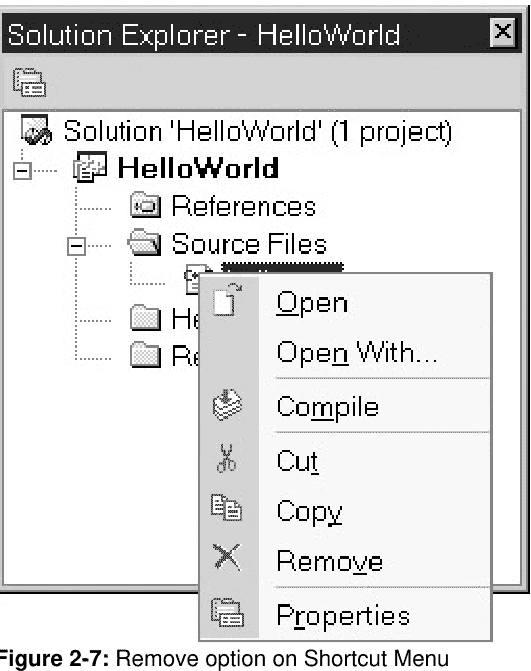 Solution Explorer - HelloWorld
Solution 'HelloWorld' (1 project)
HelloWorld
References
Source Files
Open
Open With...
Compile
Cut
Copy
Remove
Properties
Figure 2-7: Remove option on Shortcut Menu